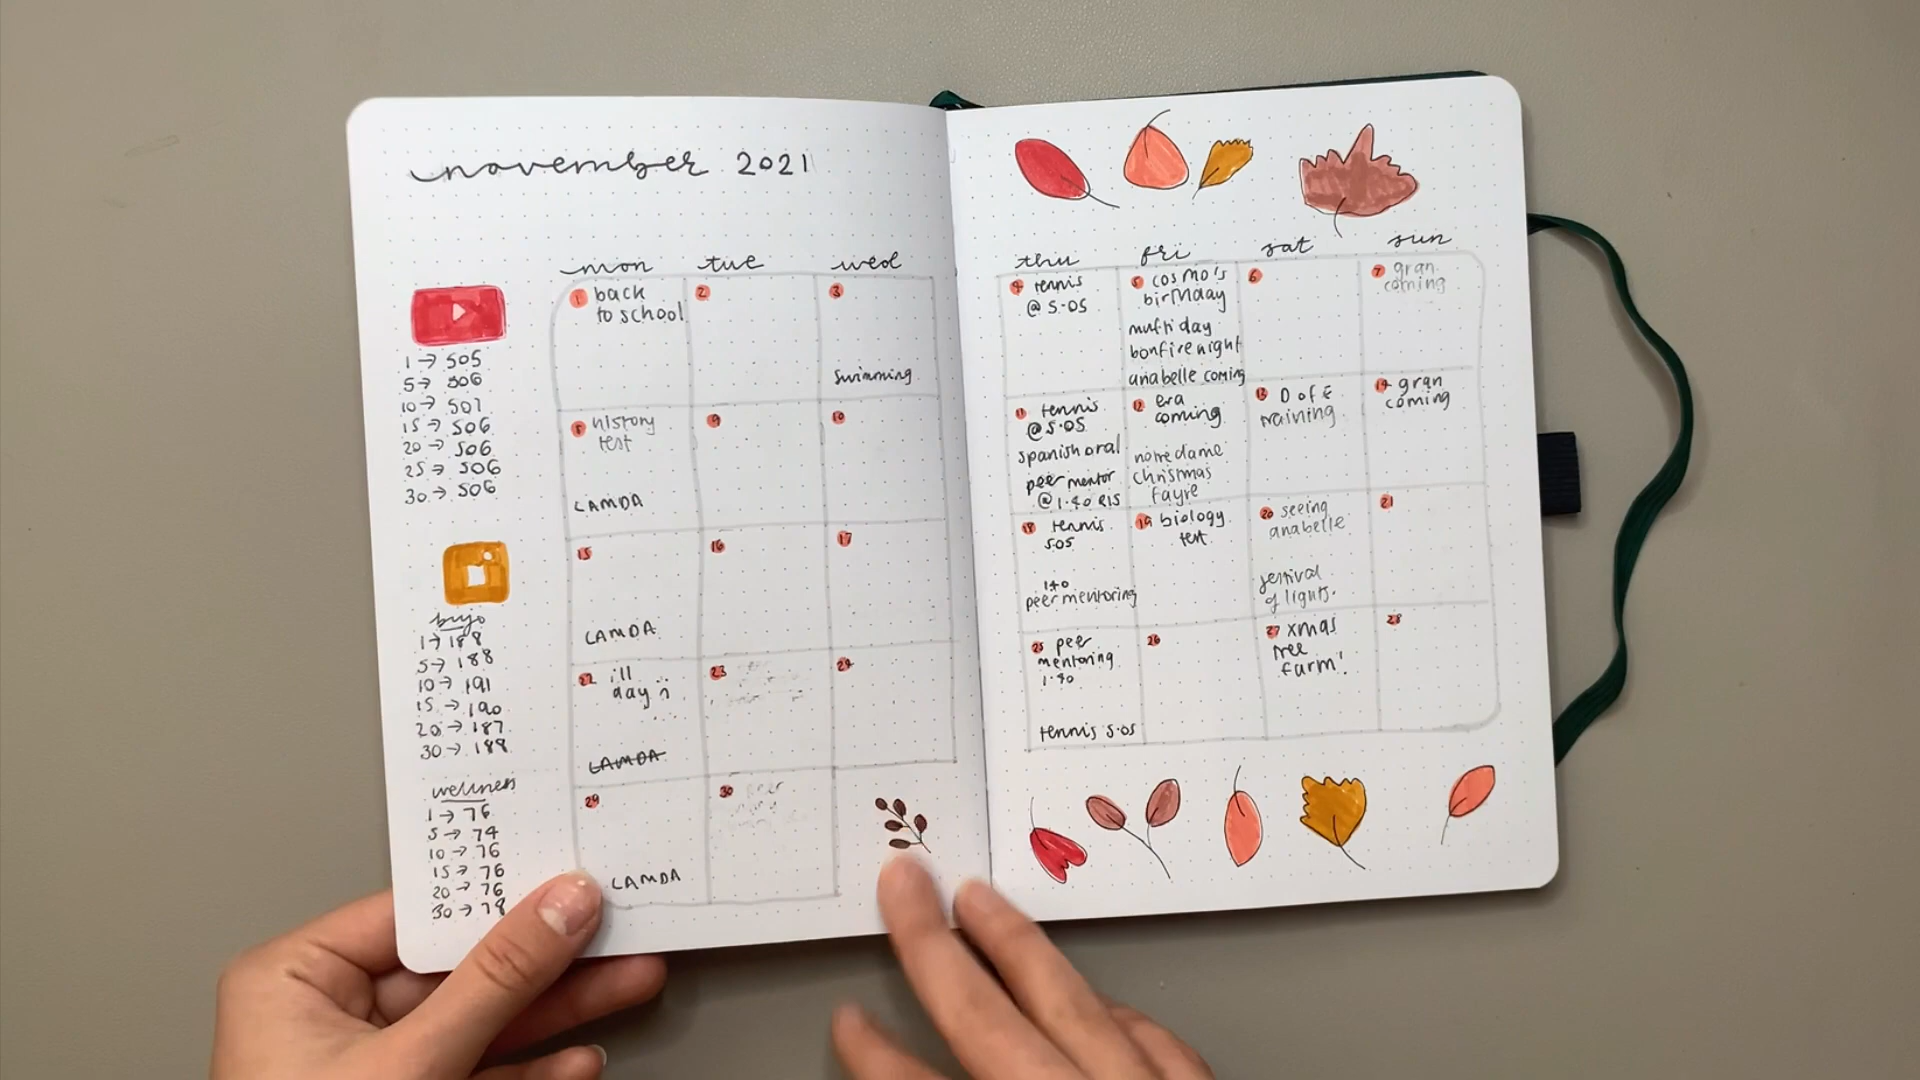 november 2021
1 → 505
5 → 506
10 → 507
15 → 506
20 → 506
25 → 506
30 → 506
bujo
1 → 188
5 → 188
10 → 191
15 → 190
20 → 187
30 → 188
wellness
1 → 76
5 → 74
10 → 76
15 → 76
20 → 76
30 → 78
mon tue wed
1 back
to school
2
3
swimming
8 history
test
LAMDA
9
10
15
LAMDA
16
17
22 ill
day :(
LAMDA
23
24
29
LAMDA
30
thu fri sat sun
4 tennis
@ 5.05
5 cosmo's
birthday
mufti day
bonfire night
anabelle coming
6
7 gran
coming
11 tennis
@ 5.05
spanish oral
peer mentor
@ 1.40 R15
12 era
coming
notre dame
christmas
fayre
13 D of E
training
14 gran
coming
18 tennis
5.05
1.40
peer mentoring
19 biology
test
20 seeing
anabelle
festival
of lights.
21
25 peer
mentoring
1.40
tennis 5.05
26
27 xmas
tree
farm!
28